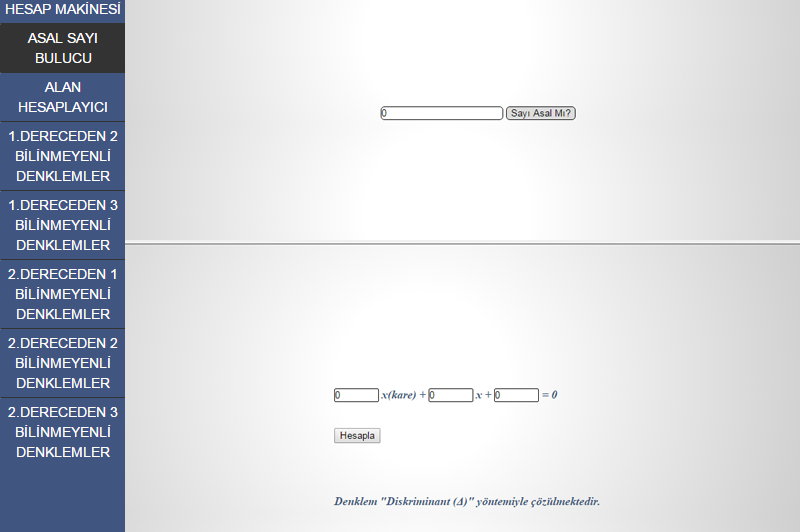 HESAP MAKİNESİ
ASAL SAYI
BULUCU
ALAN
HESAPLAYICI
1.DERECEDEN 2
BİLİNMEYENLİ
DENKLEMLER
1.DERECEDEN 3
BİLİNMEYENLİ
DENKLEMLER
2.DERECEDEN 1
BİLİNMEYENLİ
DENKLEMLER
2.DERECEDEN 2
BİLİNMEYENLİ
DENKLEMLER
2.DERECEDEN 3
BİLİNMEYENLİ
DENKLEMLER
0 Sayı Asal Mı?
0 x(kare) + 0 x + 0 = 0
Hesapla
Denklem "Diskriminant (Δ)" yöntemiyle çözülmektedir.